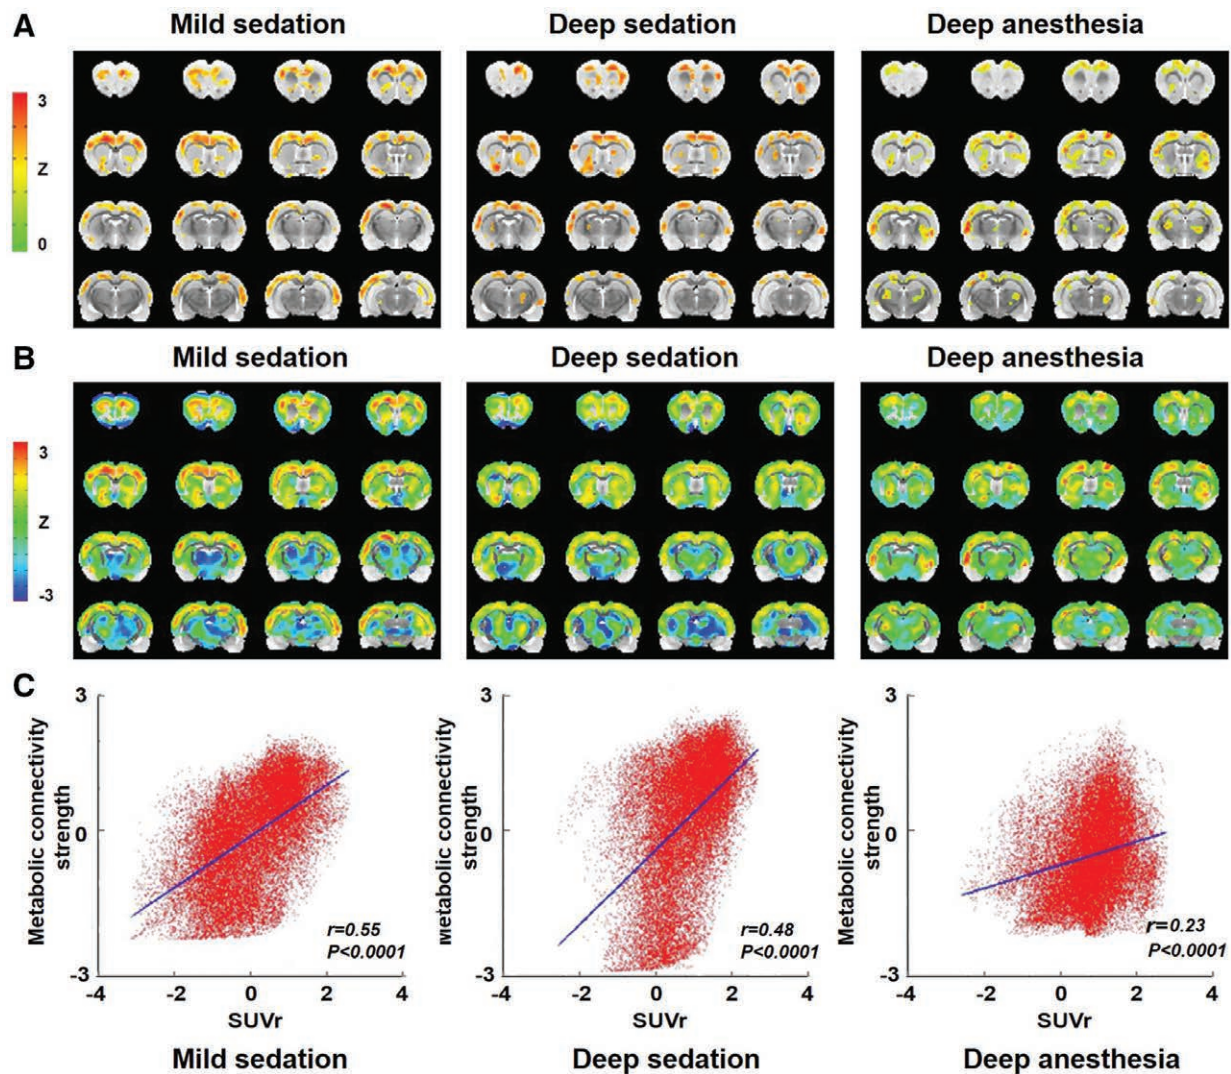 A
Mild sedation Deep sedation Deep anesthesia
3
Z
0
B
Mild sedation Deep sedation Deep anesthesia
3
Z
-3
C
3 3 3
Metabolic connectivity strength
Metabolic connectivity strength
Metabolic connectivity strength
0 0 0
r=0.55 r=0.48 r=0.23
P<0.0001 P<0.0001 P<0.0001
-3 -3 -3
-4 -2 0 2 4 -4 -2 0 2 4 -4 -2 0 2 4
SUVr SUVr SUVr
Mild sedation Deep sedation Deep anesthesia